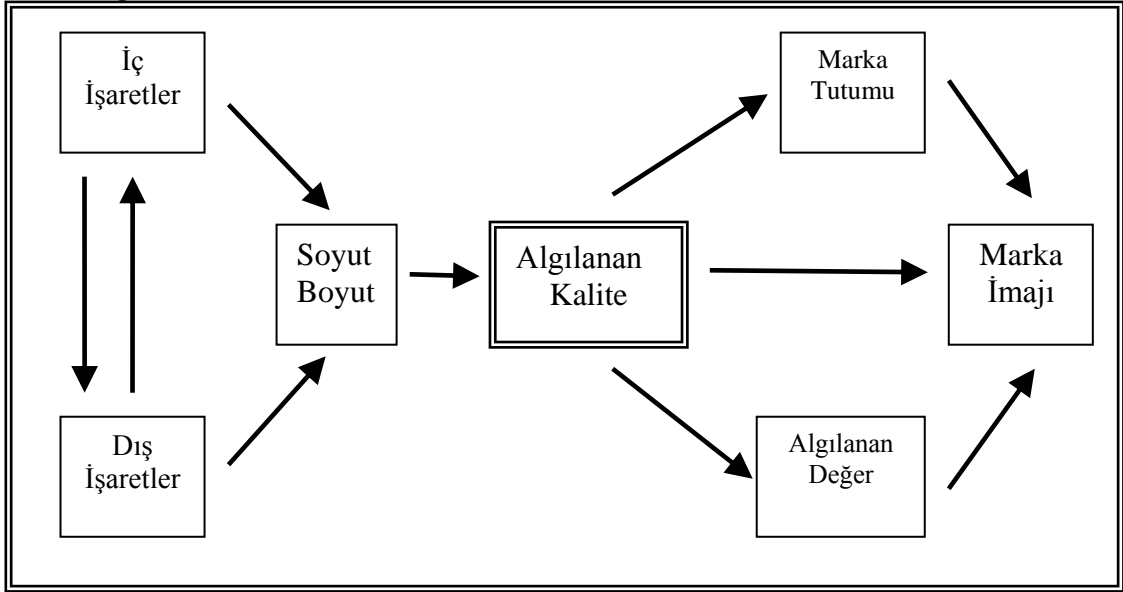 İç
İşaretler
Marka
Tutumu
Soyut
Boyut
Algılanan
Kalite
Marka
İmajı
Dış
İşaretler
Algılanan
Değer